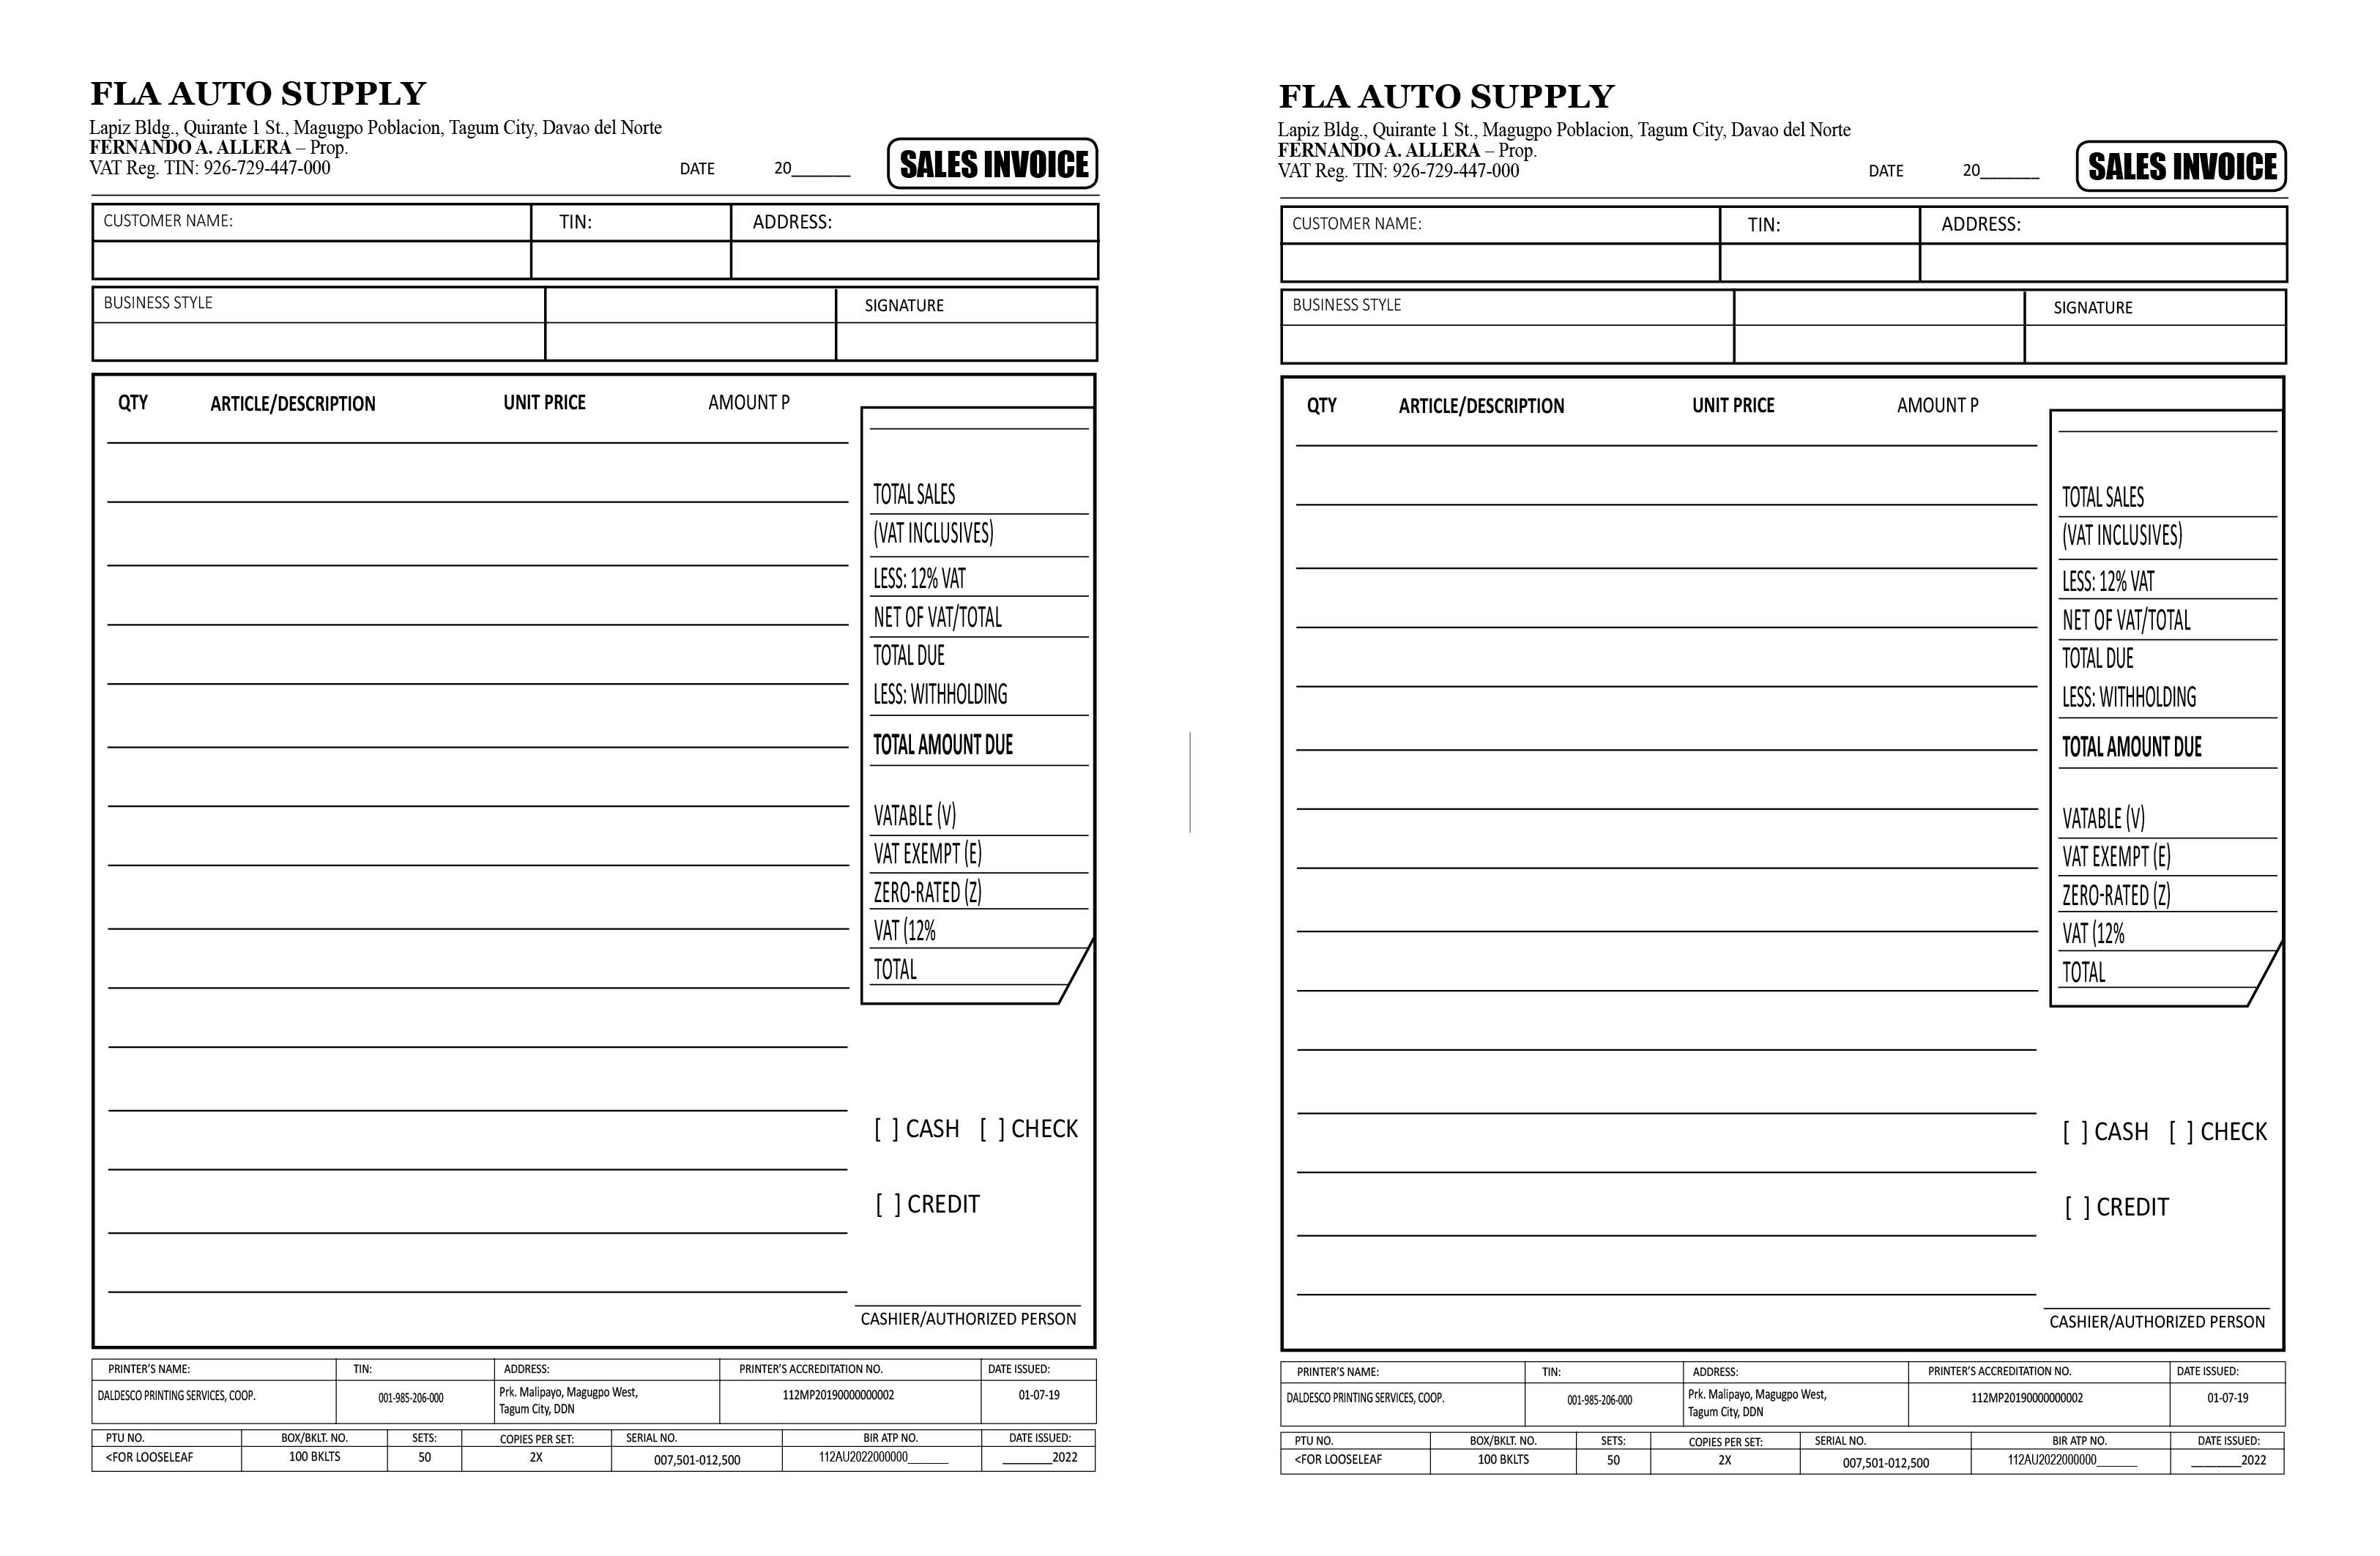 FLA AUTO SUPPLY
Lapiz Bldg., Quirante 1 St., Magugpo Poblacion, Tagum City, Davao del Norte
FERNANDO A. ALLERA – Prop.
VAT Reg. TIN: 926-729-447-000
DATE 20______
SALES INVOICE
CUSTOMER NAME: TIN: ADDRESS:
BUSINESS STYLE SIGNATURE
QTY ARTICLE/DESCRIPTION UNIT PRICE AMOUNT P
TOTAL SALES
(VAT INCLUSIVES)
LESS: 12% VAT
NET OF VAT/TOTAL
TOTAL DUE
LESS: WITHHOLDING
TOTAL AMOUNT DUE
VATABLE (V)
VAT EXEMPT (E)
ZERO-RATED (Z)
VAT (12%
TOTAL
[ ] CASH [ ] CHECK
[ ] CREDIT
CASHIER/AUTHORIZED PERSON
PRINTER'S NAME: TIN: ADDRESS: PRINTER'S ACCREDITATION NO. DATE ISSUED:
DALDESCO PRINTING SERVICES, COOP. 001-985-206-000 Prk. Malipayo, Magugpo West, 112MP20190000000002 01-07-19
Tagum City, DDN
PTU NO. BOX/BKLT. NO. SETS: COPIES PER SET: SERIAL NO. BIR ATP NO. DATE ISSUED:
<FOR LOOSELEAF 100 BKLTS 50 2X 007,501-012,500 112AU2022000000______ ______2022
FLA AUTO SUPPLY
Lapiz Bldg., Quirante 1 St., Magugpo Poblacion, Tagum City, Davao del Norte
FERNANDO A. ALLERA – Prop.
VAT Reg. TIN: 926-729-447-000
DATE 20______
SALES INVOICE
CUSTOMER NAME: TIN: ADDRESS:
BUSINESS STYLE SIGNATURE
QTY ARTICLE/DESCRIPTION UNIT PRICE AMOUNT P
TOTAL SALES
(VAT INCLUSIVES)
LESS: 12% VAT
NET OF VAT/TOTAL
TOTAL DUE
LESS: WITHHOLDING
TOTAL AMOUNT DUE
VATABLE (V)
VAT EXEMPT (E)
ZERO-RATED (Z)
VAT (12%
TOTAL
[ ] CASH [ ] CHECK
[ ] CREDIT
CASHIER/AUTHORIZED PERSON
PRINTER'S NAME: TIN: ADDRESS: PRINTER'S ACCREDITATION NO. DATE ISSUED:
DALDESCO PRINTING SERVICES, COOP. 001-985-206-000 Prk. Malipayo, Magugpo West, 112MP20190000000002 01-07-19
Tagum City, DDN
PTU NO. BOX/BKLT. NO. SETS: COPIES PER SET: SERIAL NO. BIR ATP NO. DATE ISSUED:
<FOR LOOSELEAF 100 BKLTS 50 2X 007,501-012,500 112AU2022000000______ ______2022